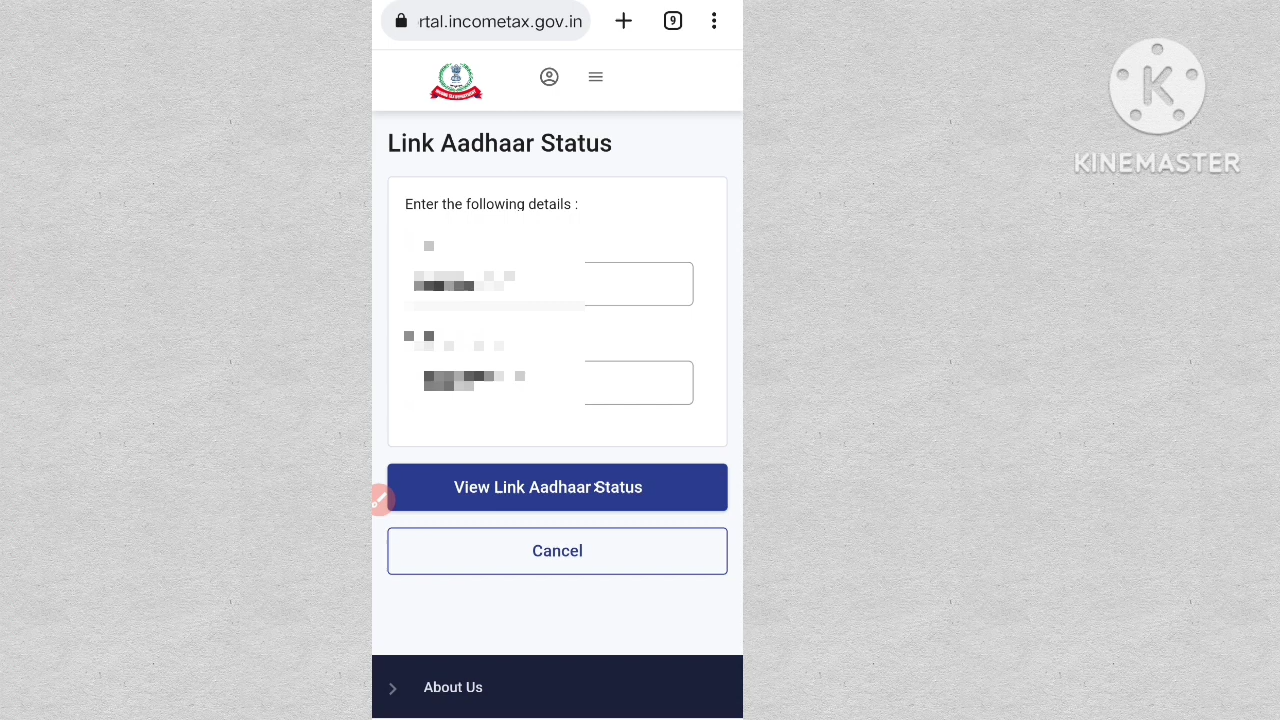 rtal.incometax.gov.in
9
K
KINEMASTER
Link Aadhaar Status
Enter the following details :
View Link Aadhaar Status
Cancel
About Us